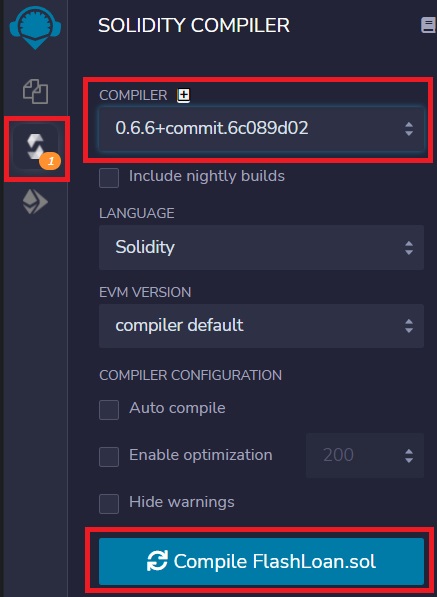 SOLIDITY COMPILER
COMPILER
0.6.6+commit.6c089d02
1
Include nightly builds
LANGUAGE
Solidity
EVM VERSION
compiler default
COMPILER CONFIGURATION
Auto compile
Enable optimization 200
Hide warnings
Compile FlashLoan.sol